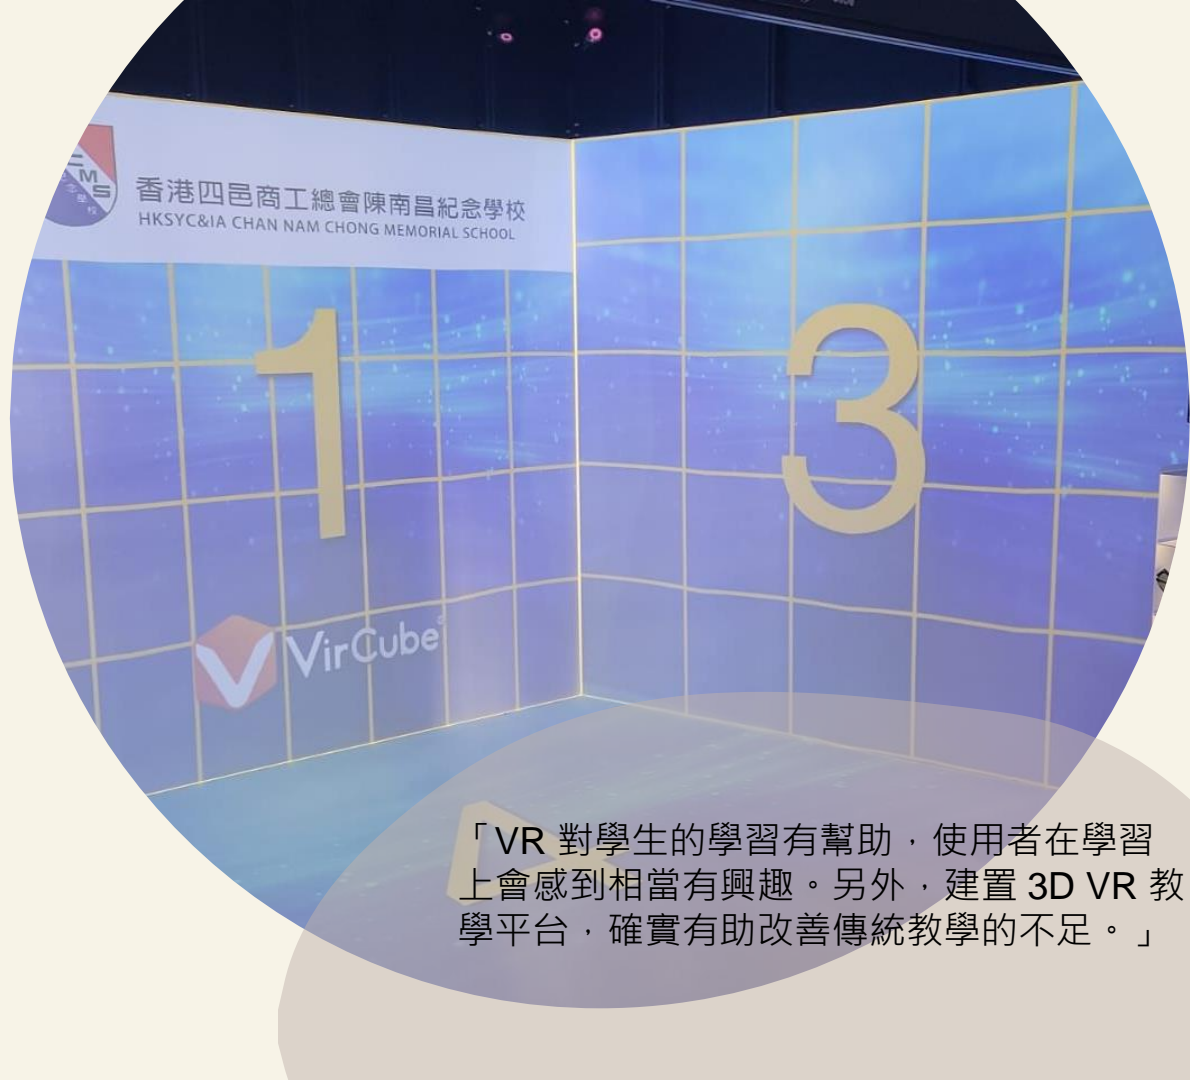 香港四邑商工總會陳南昌紀念學校
HKSYC&IA CHAN NAM CHONG MEMORIAL SCHOOL
1
3
VirCube
「VR 對學生的學習有幫助，使用者在學習
上會感到相當有興趣。另外，建置 3D VR 教
學平台，確實有助改善傳統教學的不足。」